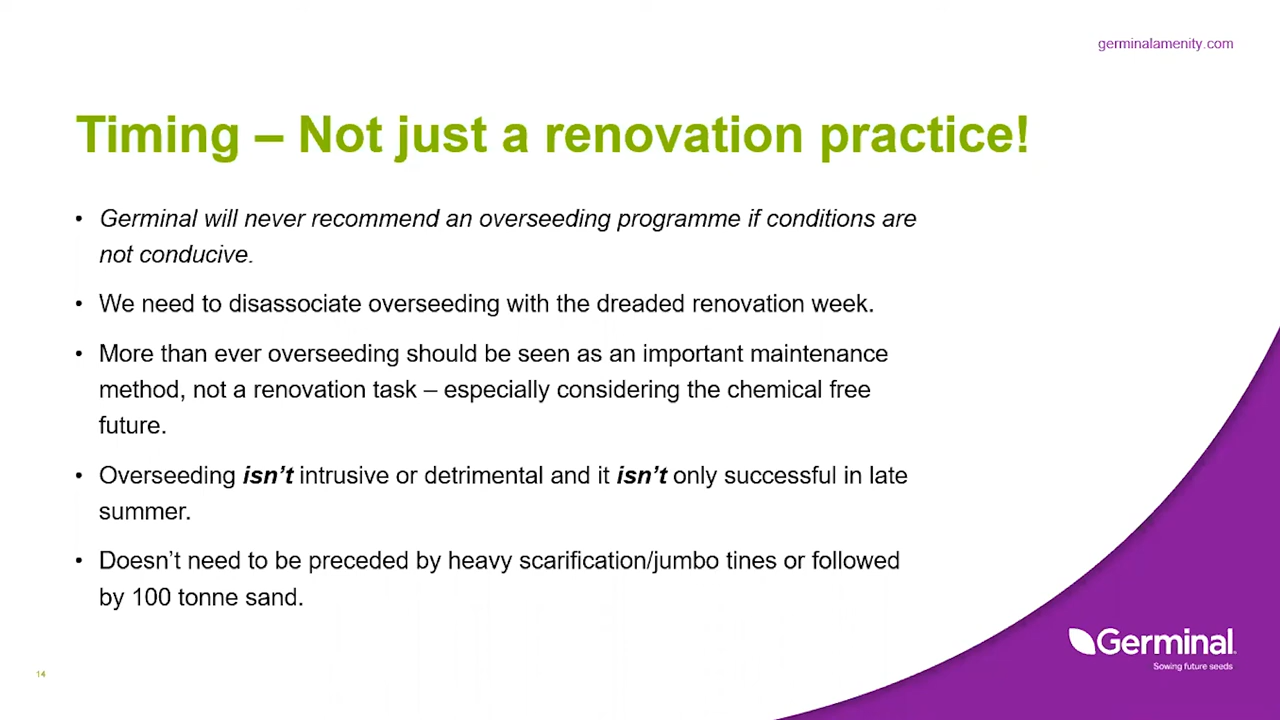 germinalamenity.com
Timing – Not just a renovation practice!
• Germinal will never recommend an overseeding programme if conditions are
not conducive.
• We need to disassociate overseeding with the dreaded renovation week.
• More than ever overseeding should be seen as an important maintenance
method, not a renovation task – especially considering the chemical free
future.
• Overseeding isn’t intrusive or detrimental and it isn’t only successful in late
summer.
• Doesn’t need to be preceded by heavy scarification/jumbo tines or followed
by 100 tonne sand.
Germinal
Sowing future seeds
14